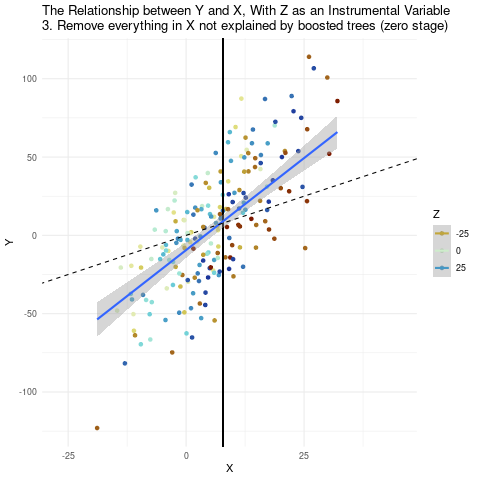 The Relationship between Y and X, With Z as an Instrumental Variable
3. Remove everything in X not explained by boosted trees (zero stage)
100
50
0
-50
-100
Y
-25
0
25
X
Z
-25
0
25